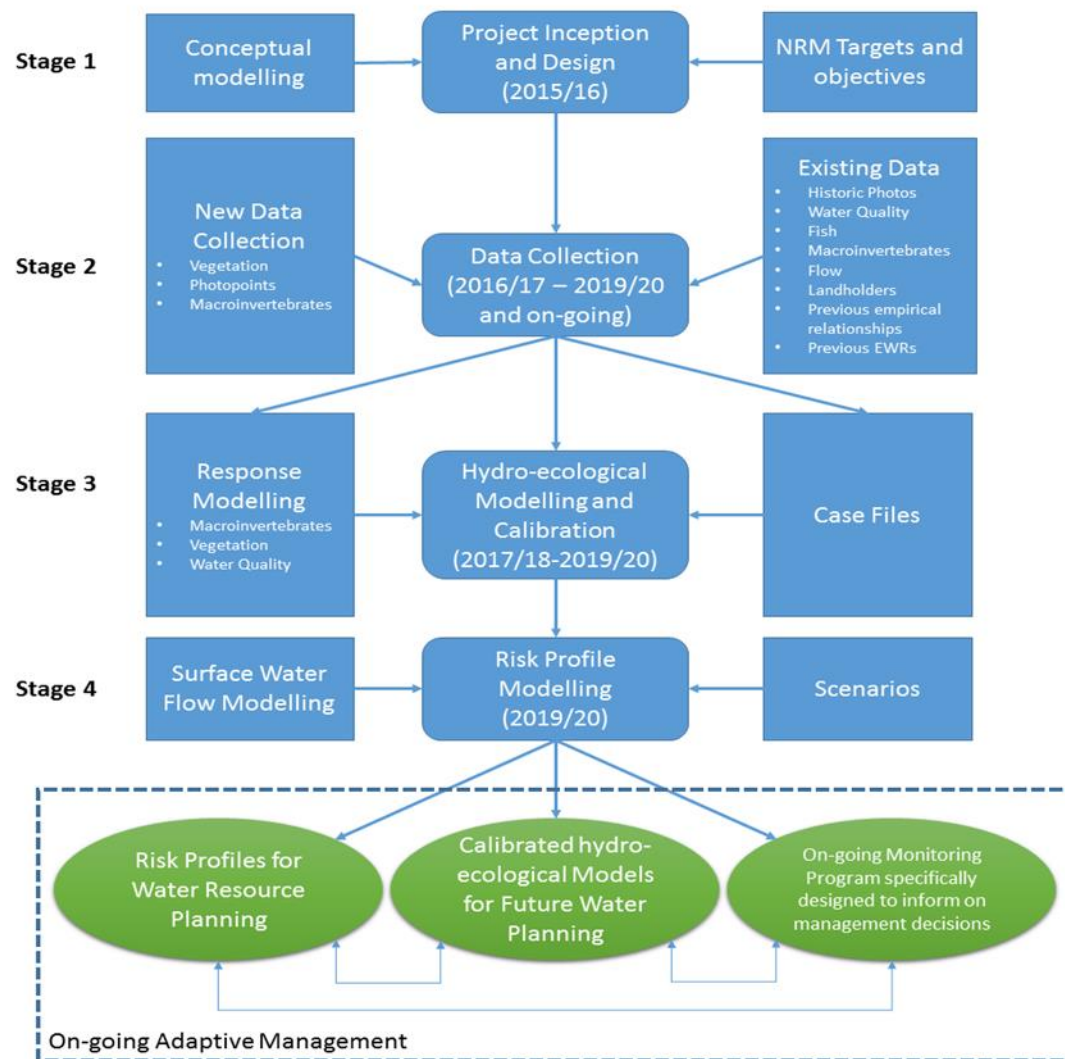 Stage 1
Conceptual
modelling
Project Inception
and Design
(2015/16)
NRM Targets and
objectives
Stage 2
New Data
Collection
• Vegetation
• Photopoints
• Macroinvertebrates
Data Collection
(2016/17 – 2019/20
and on-going)
Existing Data
• Historic Photos
• Water Quality
• Fish
• Macroinvertebrates
• Flow
• Landholders
• Previous empirical
relationships
• Previous EWRs
Stage 3
Response
Modelling
• Macroinvertebrates
• Vegetation
• Water Quality
Hydro-ecological
Modelling and
Calibration
(2017/18-2019/20)
Case Files
Stage 4
Surface Water
Flow Modelling
Risk Profile
Modelling
(2019/20)
Scenarios
Risk Profiles for
Water Resource
Planning
Calibrated hydro-
ecological Models
for Future Water
Planning
On-going Monitoring
Program specifically
designed to inform on
management decisions
On-going Adaptive Management